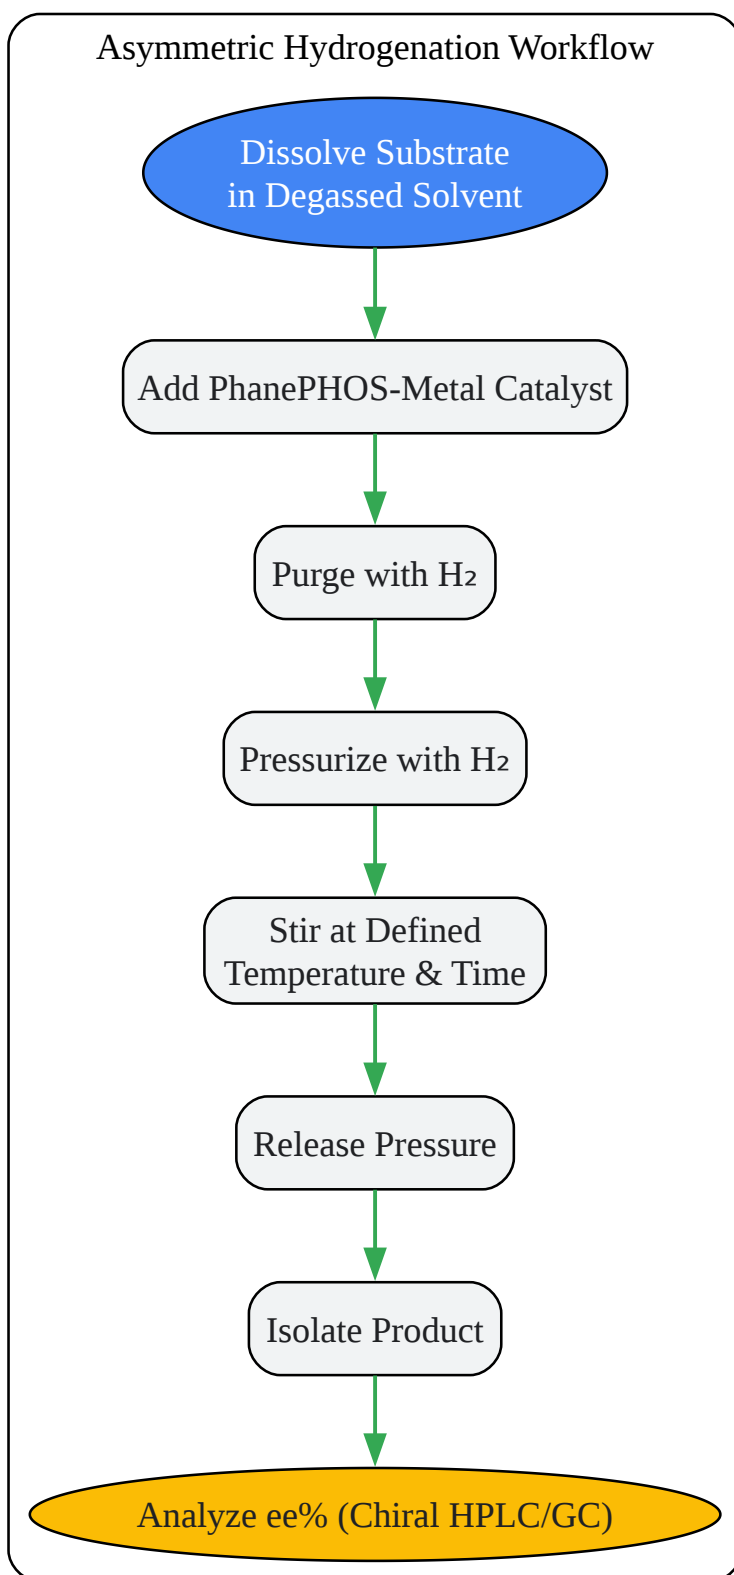 Asymmetric Hydrogenation Workflow
Dissolve Substrate
in Degassed Solvent
Add PhanePHOS-Metal Catalyst
Purge with H₂
Pressurize with H₂
Stir at Defined
Temperature & Time
Release Pressure
Isolate Product
Analyze ee% (Chiral HPLC/GC)